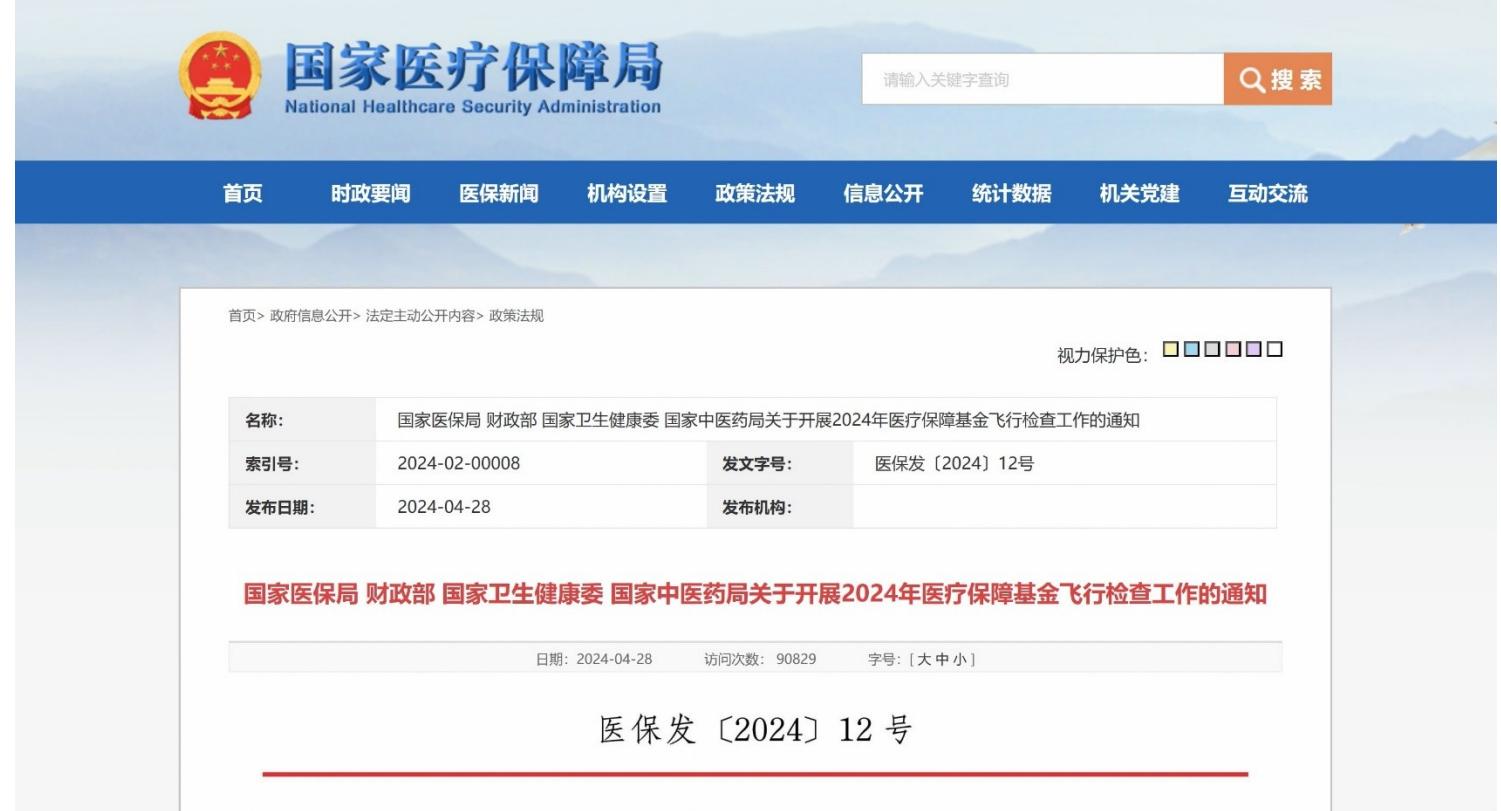 国家医疗保障局
National Healthcare Security Administration
请输入关键字查询
搜索
首页 时政要闻 医保新闻 机构设置 政策法规 信息公开 统计数据 机关党建 互动交流
首页> 政府信息公开> 法定主动公开内容> 政策法规
视力保护色：
名称： 国家医保局 财政部 国家卫生健康委 国家中医药局关于开展2024年医疗保障基金飞行检查工作的通知
索引号： 2024-02-00008 发文字号： 医保发〔2024〕12号
发布日期： 2024-04-28 发布机构：
国家医保局 财政部 国家卫生健康委 国家中医药局关于开展2024年医疗保障基金飞行检查工作的通知
日期：2024-04-28 访问次数：90829 字号：[ 大 中 小 ]
医保发〔2024〕12 号